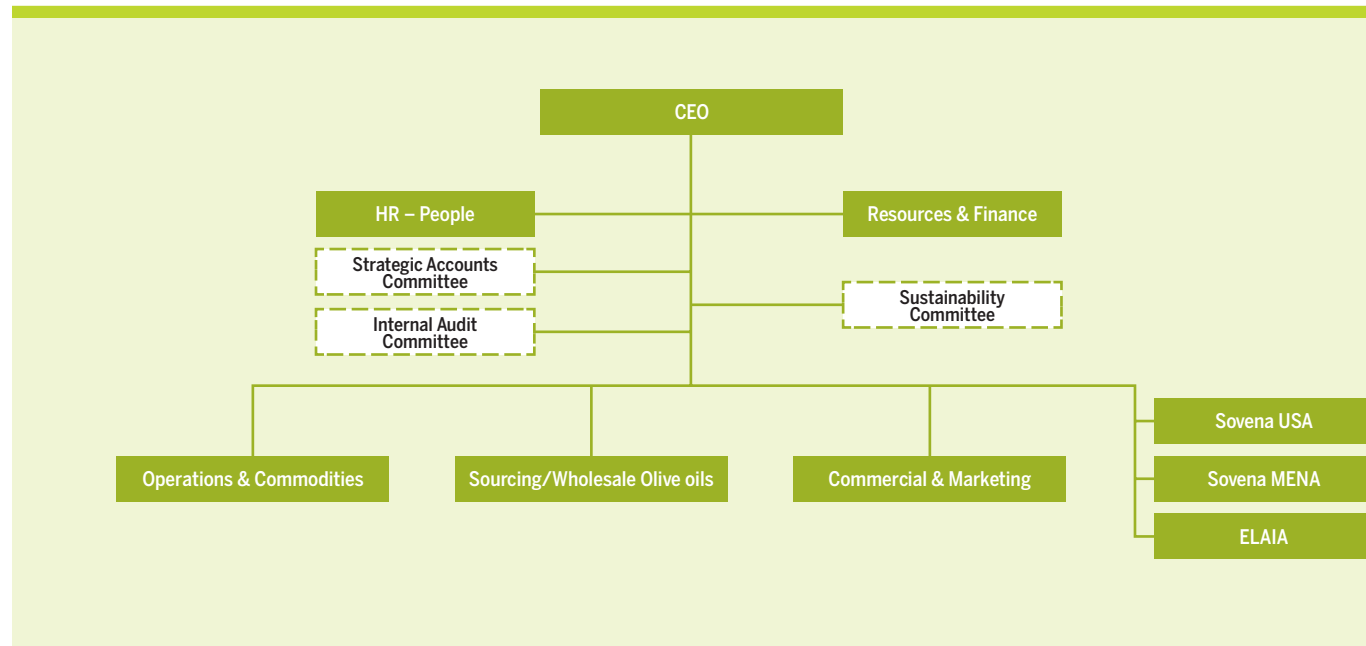 CEO
HR – People
Resources & Finance
Strategic Accounts
Committee
Sustainability
Committee
Internal Audit
Committee
Operations & Commodities
Sourcing/Wholesale Olive oils
Commercial & Marketing
Sovena USA
Sovena MENA
ELAIA